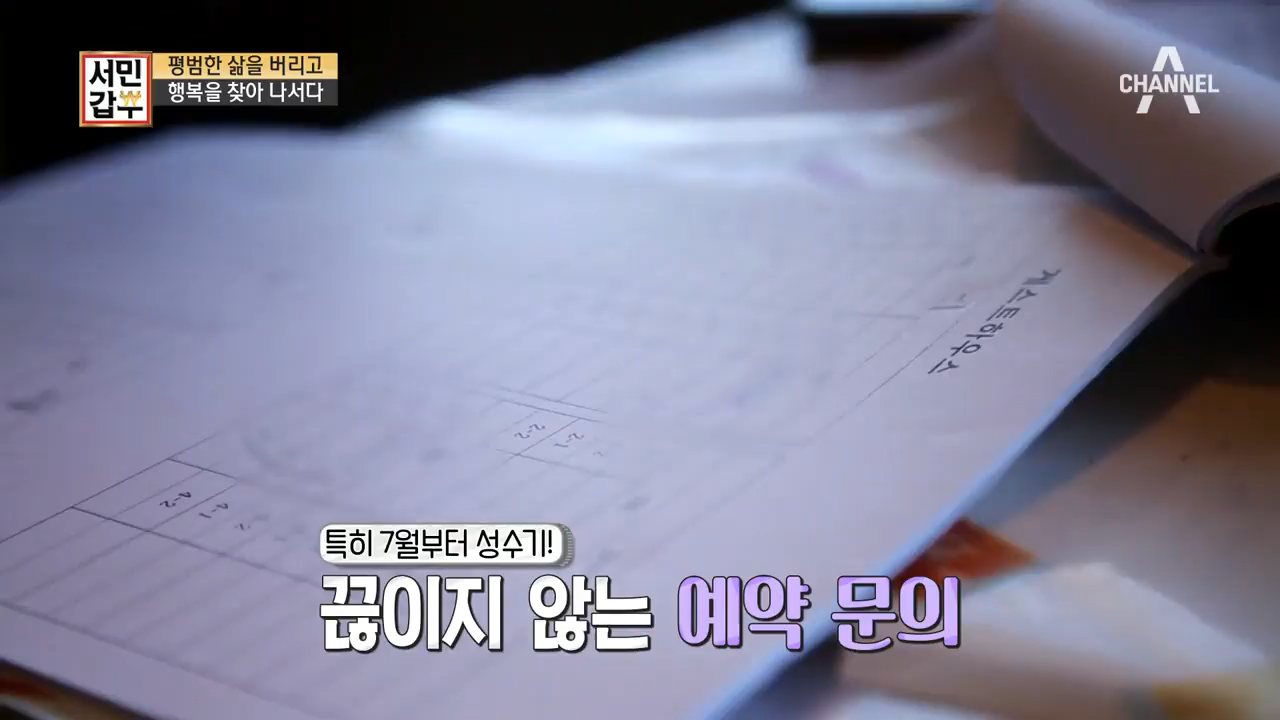 서민
갑부
평범한 삶을 버리고
행복을 찾아 나서다
CHANNEL A
게스트하우스
2-1
2-2
4-1
4-2
특히 7월부터 성수기!
끊이지 않는 예약 문의